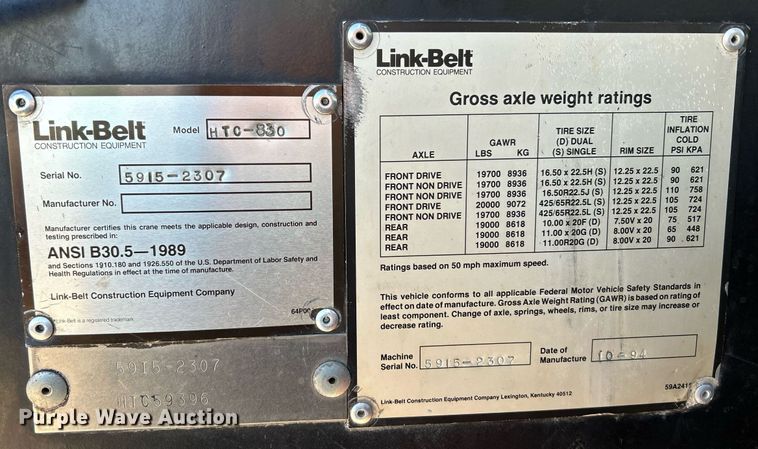 Link-Belt
CONSTRUCTION EQUIPMENT
Model HTC-830
Serial No. 59I5-2307
Manufacturer No.
Manufacturer certifies this crane meets the applicable design, construction and
testing prescribed in:
ANSI B30.5—1989
and Sections 1910.180 and 1926.550 of the U.S. Department of Labor Safety and
Health Regulations in effect at the time of manufacture.
Link-Belt Construction Equipment Company
Link-Belt is a registered trademark
59I5-2307
Link-Belt
CONSTRUCTION EQUIPMENT
Gross axle weight ratings
AXLE GAWR LBS KG TIRE SIZE (D) DUAL (S) SINGLE RIM SIZE TIRE INFLATION COLD PSI KPA
FRONT DRIVE 19700 8936 16.50 x 22.5H (S) 12.25 x 22.5 90 621
FRONT NON DRIVE 19700 8936 16.50 x 22.5H (S) 12.25 x 22.5 90 621
FRONT NON DRIVE 19700 8936 16.50R22.5J (S) 12.25 x 22.5 110 758
FRONT DRIVE 20000 9072 425/65R22.5L (S) 12.25 x 22.5 105 724
FRONT NON DRIVE 19700 8936 425/65R22.5L (S) 12.25 x 22.5 105 724
REAR 19000 8618 10.00 x 20F (D) 7.50V x 20 75 517
REAR 19000 8618 11.00 x 20G (D) 8.00V x 20 65 448
REAR 19000 8618 11.00R20G (D) 8.00V x 20 90 621
Ratings based on 50 mph maximum speed.
This vehicle conforms to all applicable Federal Motor Vehicle Safety Standards in
effect on date of manufacture. Gross Axle Weight Rating (GAWR) is based on rating of
least component. Change of axle, springs, wheels, rims, or tire size may increase or
decrease rating.
Machine Serial No. 59I5-2307 Date of Manufacture 10-94
Link-Belt Construction Equipment Company Lexington, Kentucky 40512
Purple Wave Auction